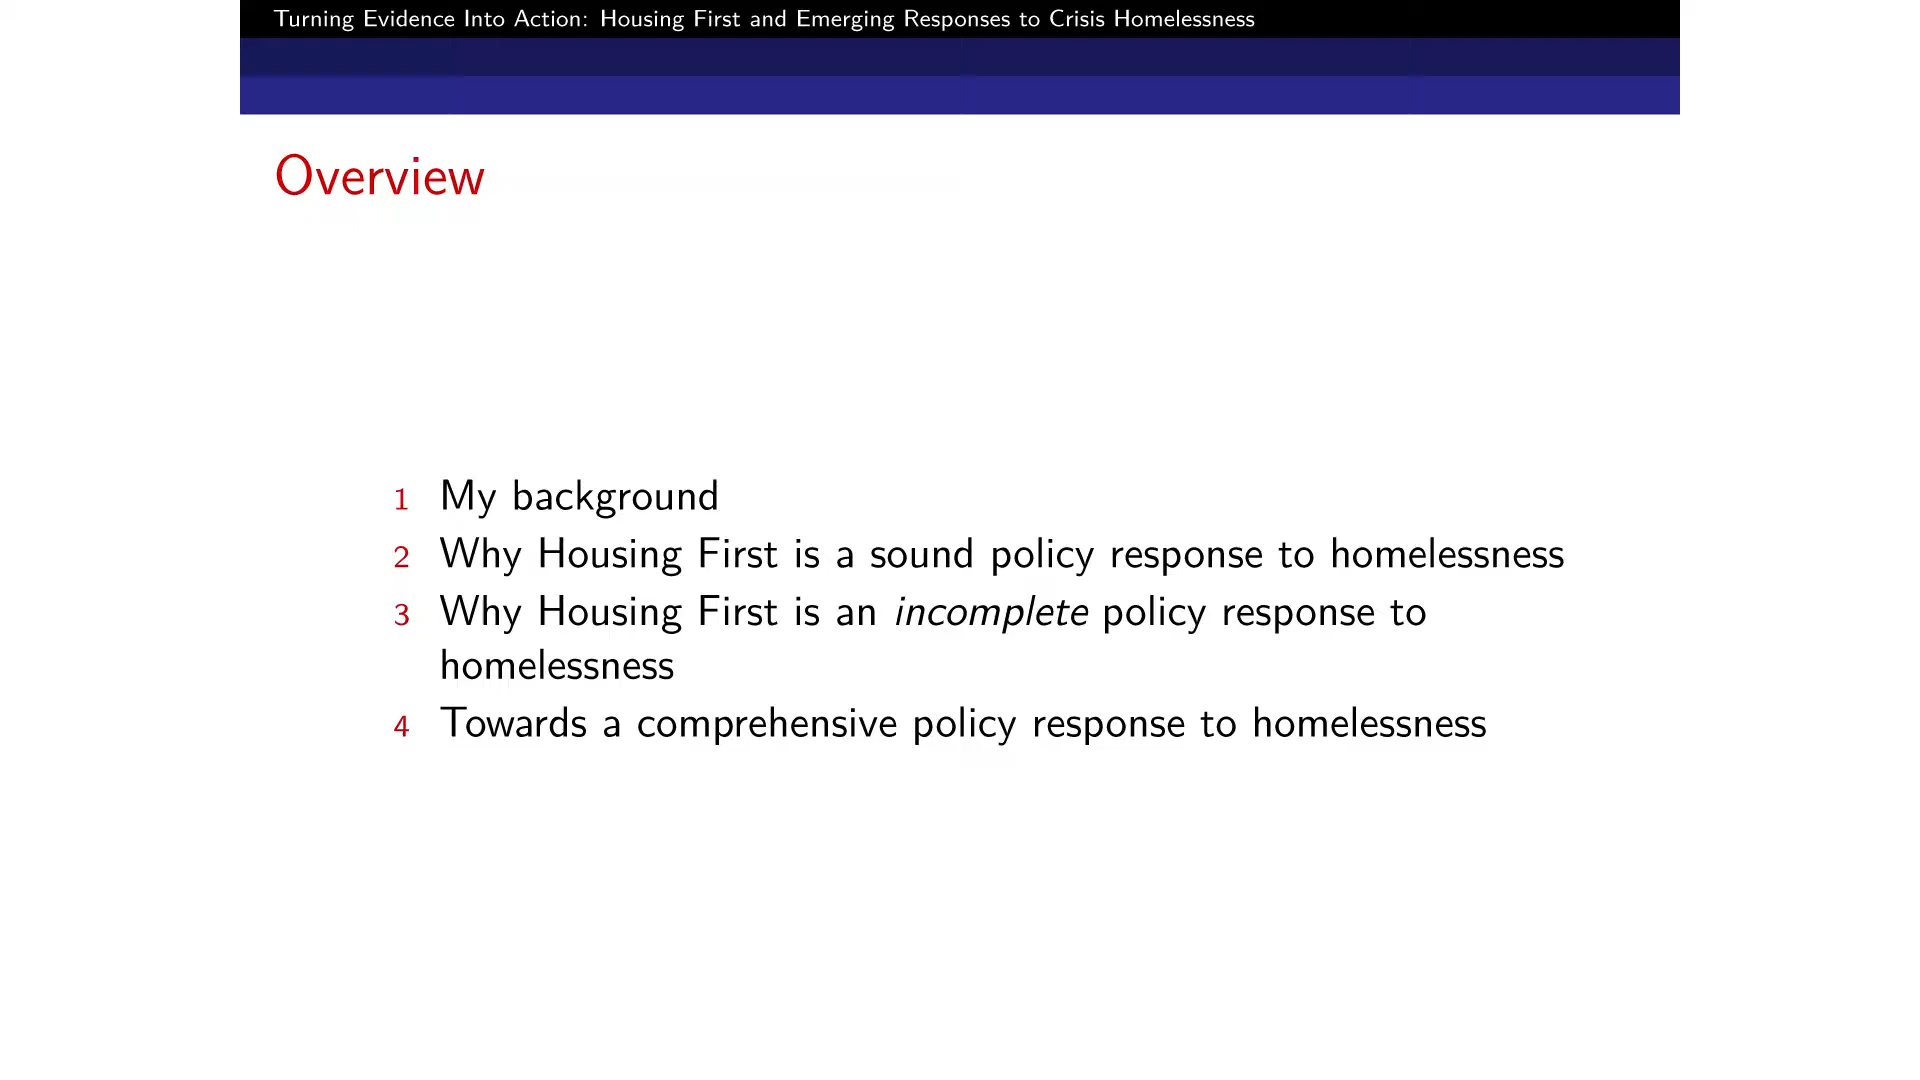 Turning Evidence Into Action: Housing First and Emerging Responses to Crisis Homelessness
Overview
1 My background
2 Why Housing First is a sound policy response to homelessness
3 Why Housing First is an incomplete policy response to
homelessness
4 Towards a comprehensive policy response to homelessness